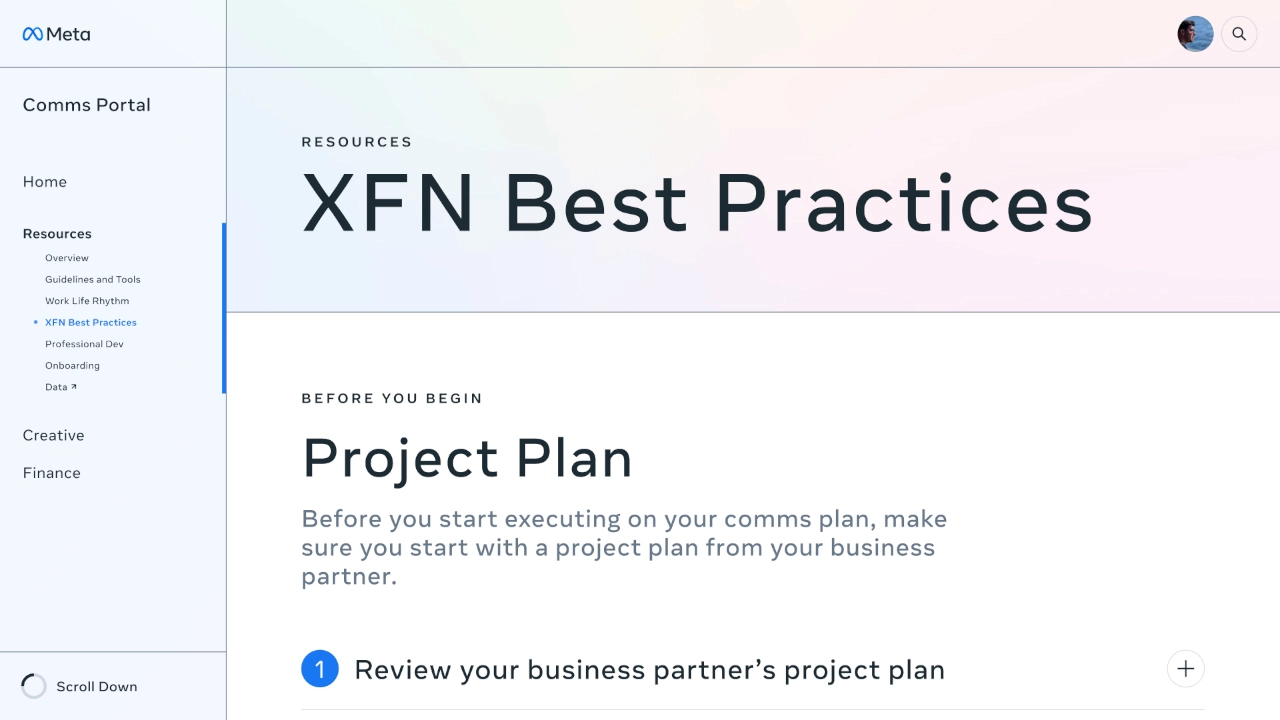 Meta
Comms Portal
Home
Resources
Overview
Guidelines and Tools
Work Life Rhythm
XFN Best Practices
Professional Dev
Onboarding
Data
Creative
Finance
Scroll Down
RESOURCES
XFN Best Practices
BEFORE YOU BEGIN
Project Plan
Before you start executing on your comms plan, make
sure you start with a project plan from your business
partner.
1 Review your business partner’s project plan